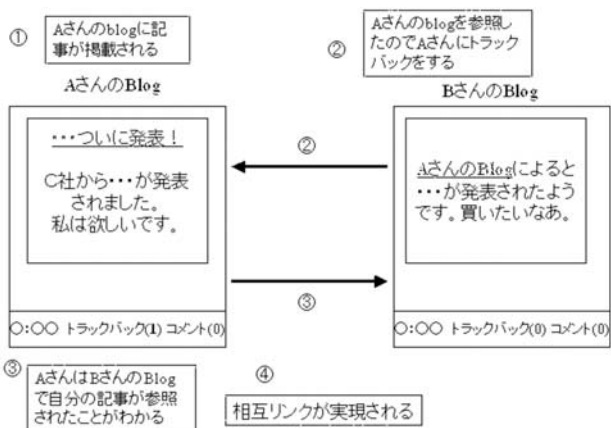 ①
Aさんのblogに記
事が掲載される
②
Aさんのblogを参照し
たのでAさんにトラック
バックをする
AさんのBlog
BさんのBlog
・・・ついに発表！
C社から・・・が発表
されました。
私は欲しいです。
②
AさんのBlogによると
・・・が発表されたよう
です。買いたいなあ。
③
○:○○ トラックバック(1) コメント(0)
○:○○ トラックバック(0) コメント(0)
③
AさんはBさんのBlog
で自分の記事が参照
されたことがわかる
④
相互リンクが実現される